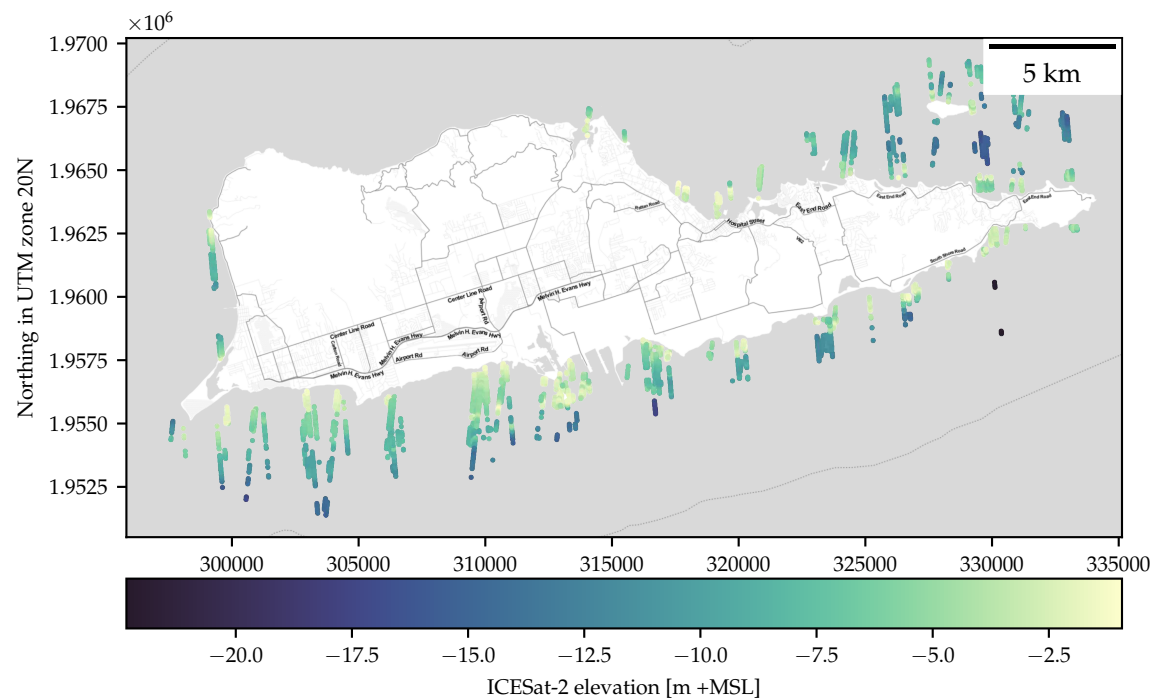 ×10⁶
1.9700
1.9675
1.9650
1.9625
1.9600
1.9575
1.9550
1.9525
Northing in UTM zone 20N
5 km
East End Road
East End Road
East End Road
Hospital Street
South Shore Road
Center Line Road
Melvin H. Evans Hwy
Airport Rd
Center Line Road
Melvin H. Evans Hwy
Melvin H. Evans Hwy
Airport Rd
Airport Rd
Melvin H. Evans Hwy
300000 305000 310000 315000 320000 325000 330000 335000
−20.0 −17.5 −15.0 −12.5 −10.0 −7.5 −5.0 −2.5
ICESat-2 elevation [m +MSL]